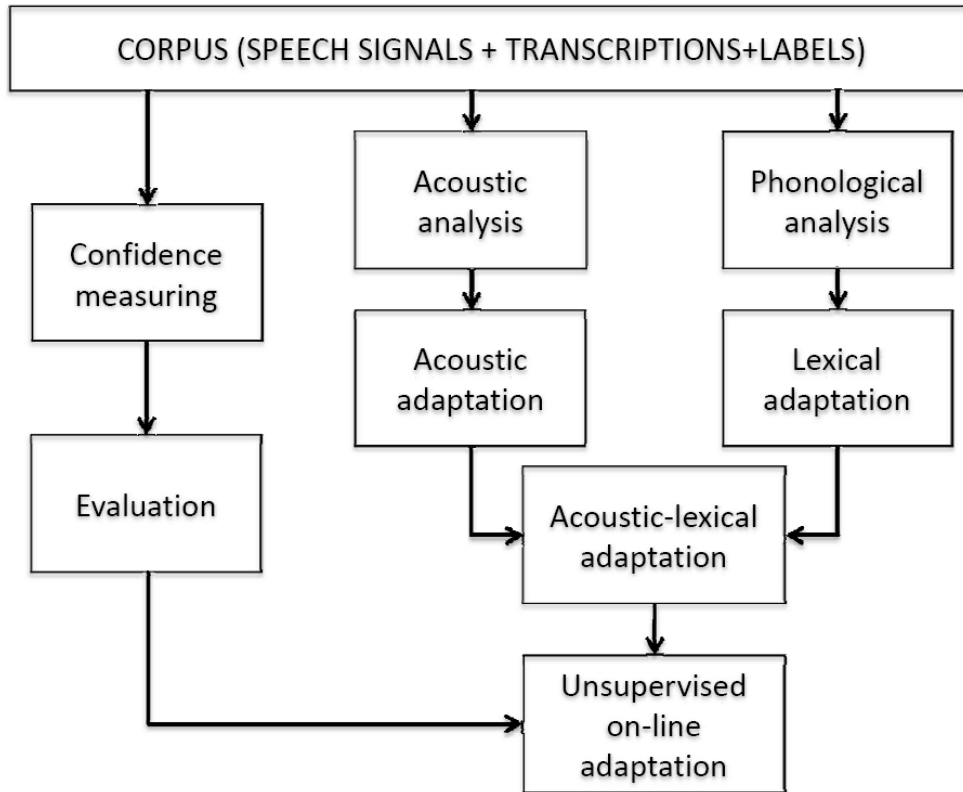 CORPUS (SPEECH SIGNALS + TRANSCRIPTIONS+LABELS)
Acoustic
analysis
Phonological
analysis
Confidence
measuring
Acoustic
adaptation
Lexical
adaptation
Evaluation
Acoustic-lexical
adaptation
Unsupervised
on-line
adaptation